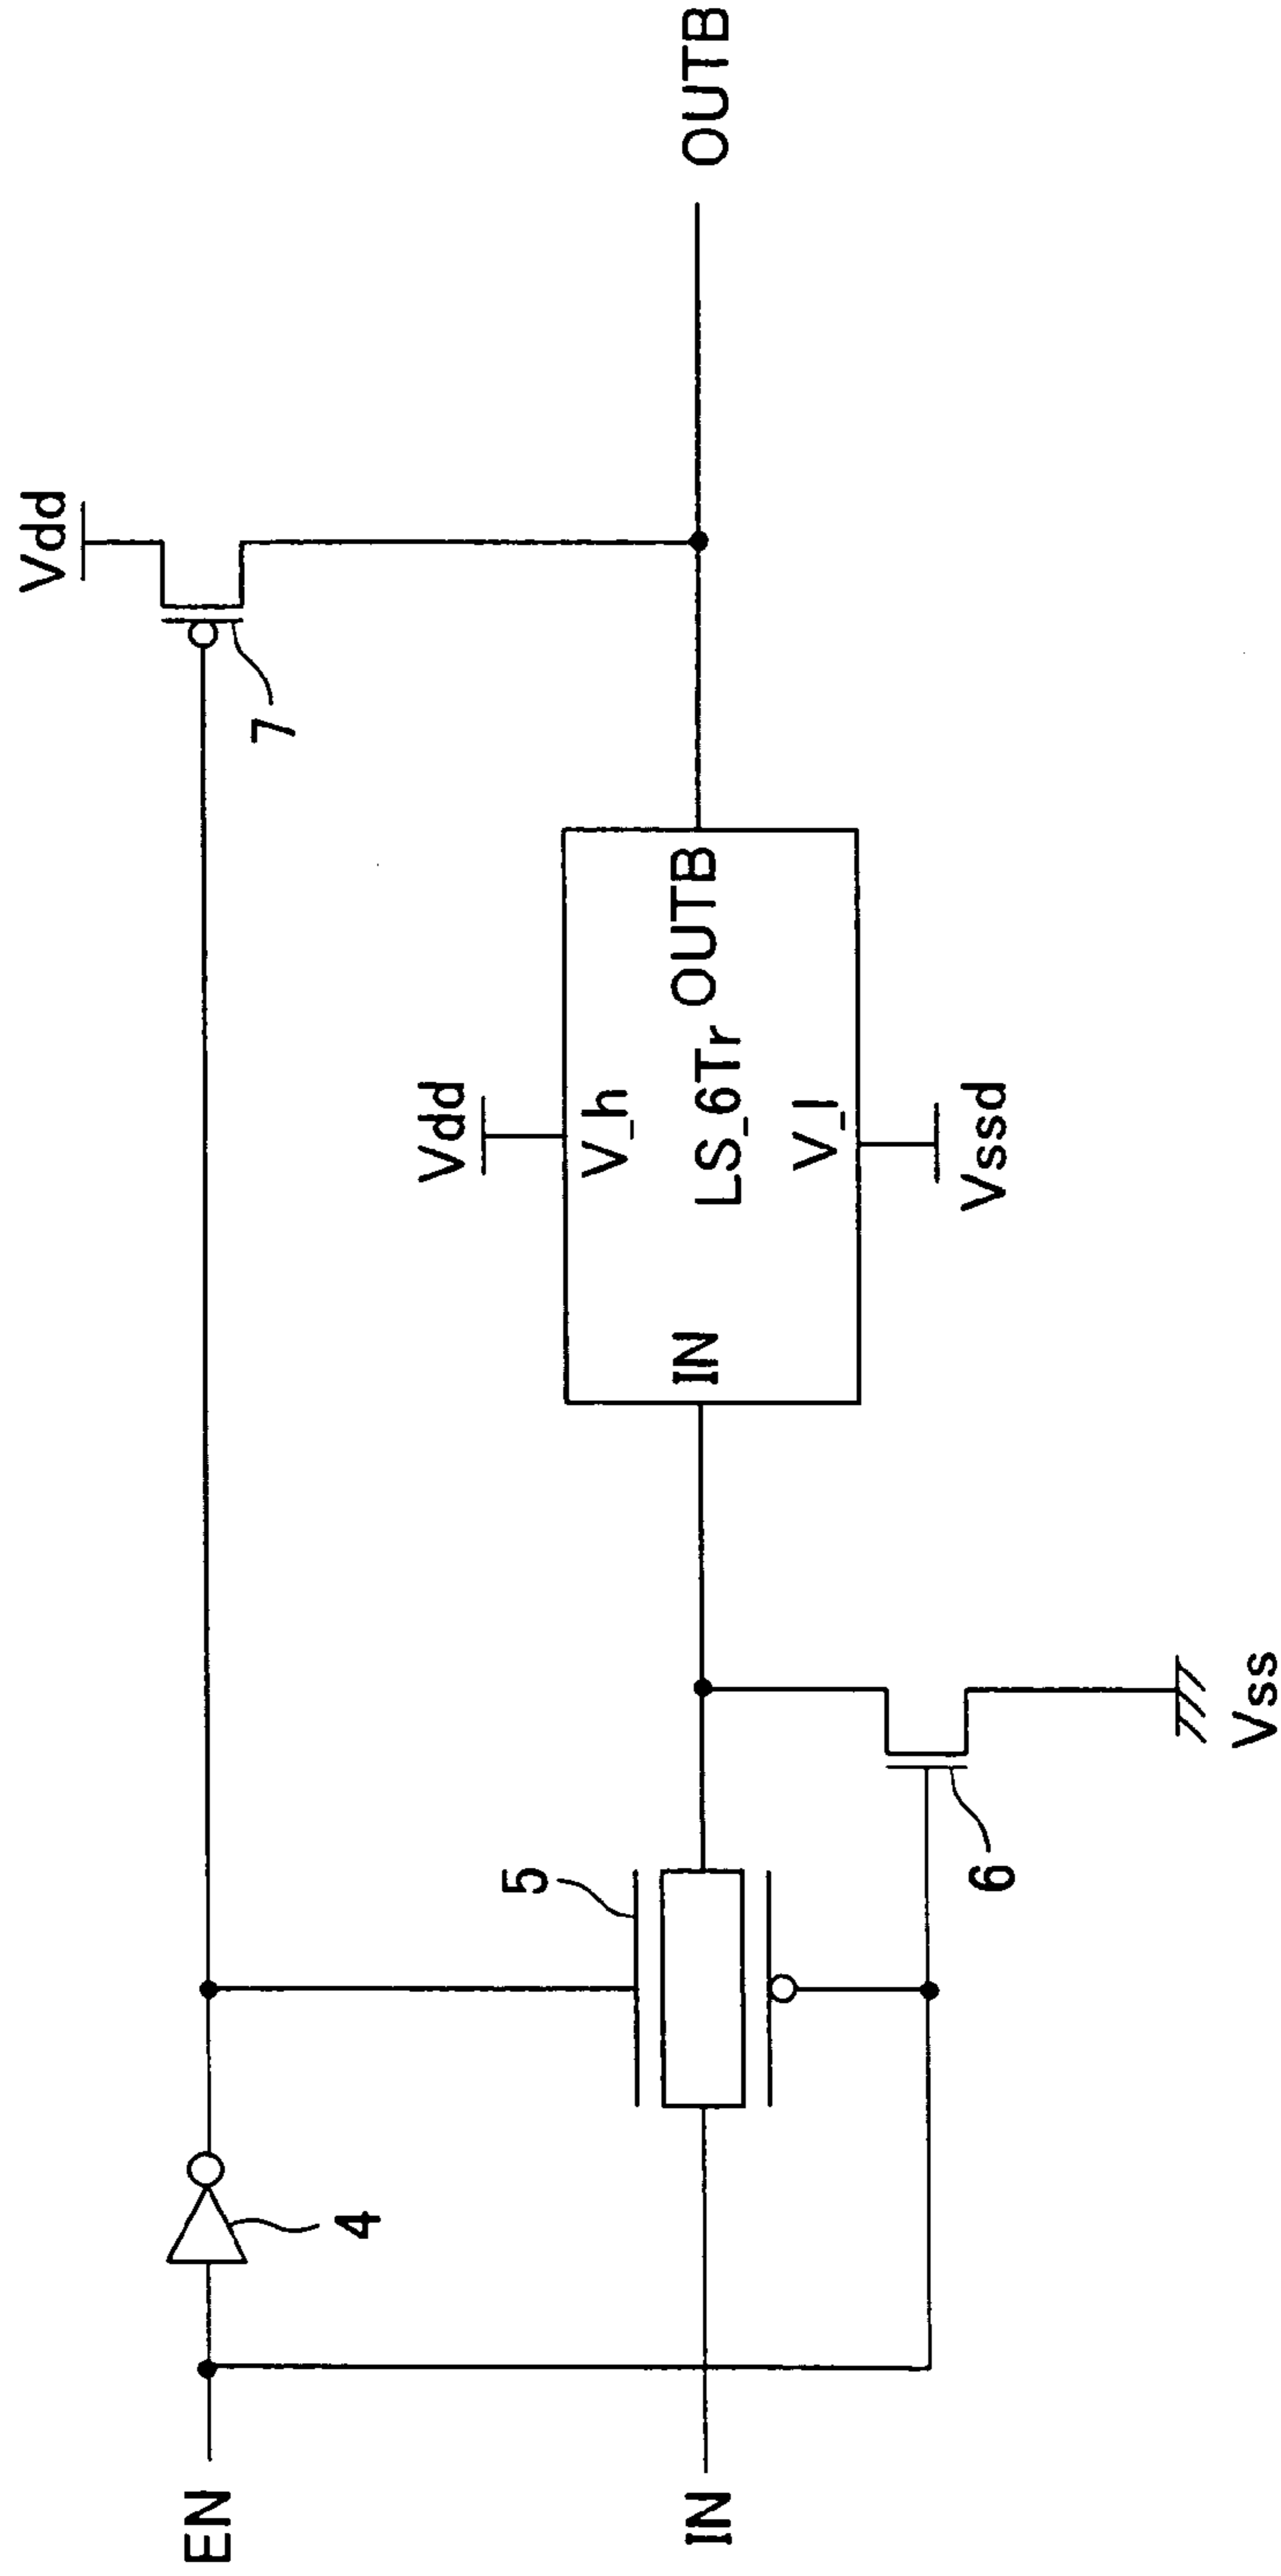 Vdd
EN
4
7
Vdd
5
V_h
IN
IN
LS_6Tr
OUTB
OUTB
V_l
6
Vssd
Vss